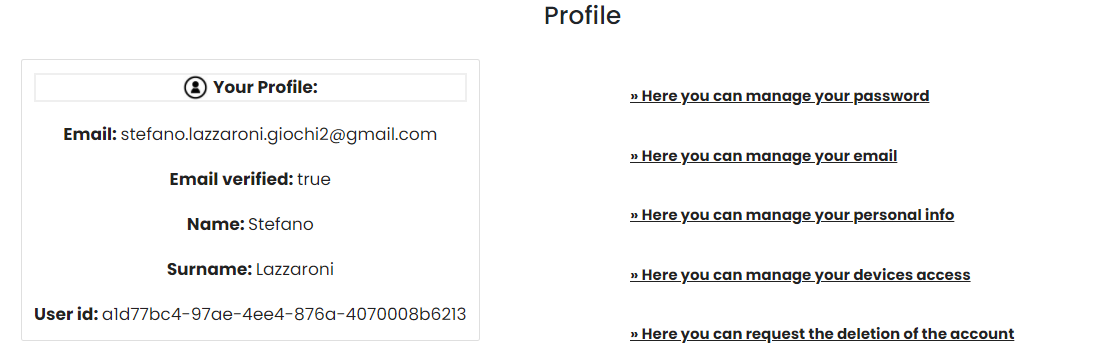 Profile
Your Profile:
Email: stefano.lazzaroni.giochi2@gmail.com
Email verified: true
Name: Stefano
Surname: Lazzaroni
User id: a1d77bc4-97ae-4ee4-876a-4070008b6213
» Here you can manage your password
» Here you can manage your email
» Here you can manage your personal info
» Here you can manage your devices access
» Here you can request the deletion of the account